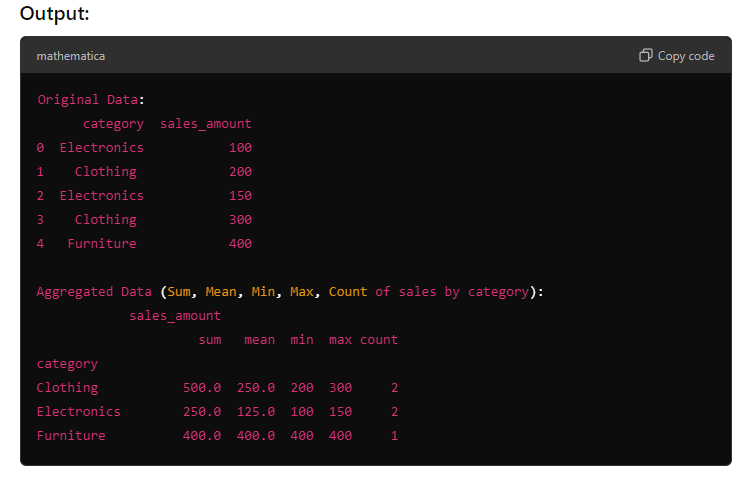 Output:
mathematica Copy code
Original Data:
category sales_amount
0 Electronics 100
1 Clothing 200
2 Electronics 150
3 Clothing 300
4 Furniture 400
Aggregated Data (Sum, Mean, Min, Max, Count of sales by category):
sales_amount
sum mean min max count
category
Clothing 500.0 250.0 200 300 2
Electronics 250.0 125.0 100 150 2
Furniture 400.0 400.0 400 400 1